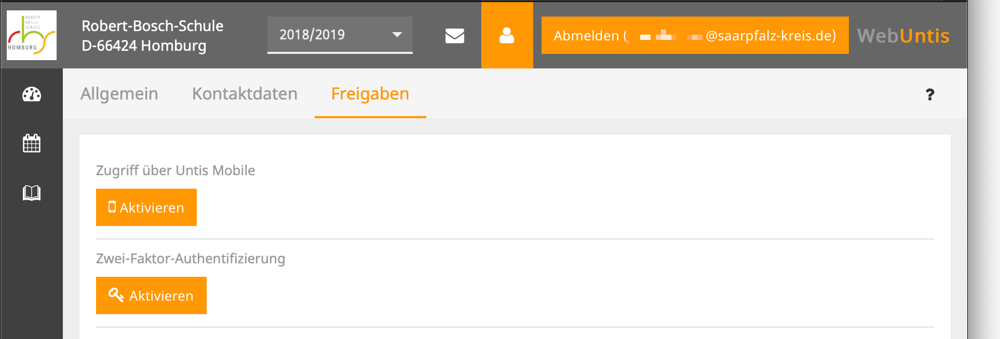 ROBERT
BOSCH
SCHULE
HOMBURG
Robert-Bosch-Schule
D-66424 Homburg
2018/2019
Abmelden ( @saarpfalz-kreis.de)
WebUntis
Allgemein
Kontaktdaten
Freigaben
?
Zugriff über Untis Mobile
Aktivieren
Zwei-Faktor-Authentifizierung
Aktivieren